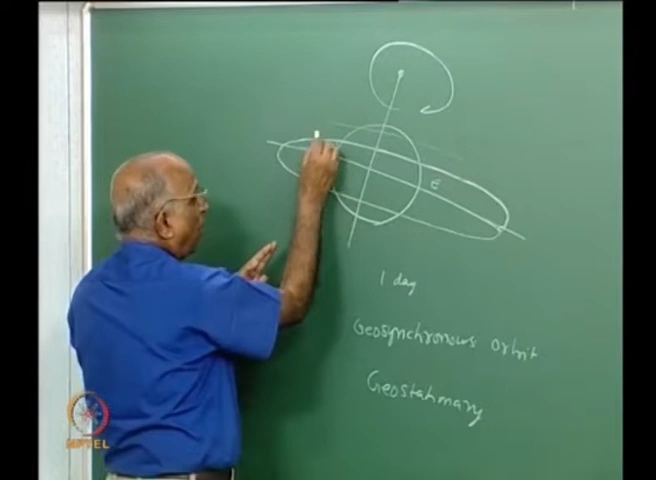 E
1 day
Geosynchronous orbit
Geostationary
NPTEL